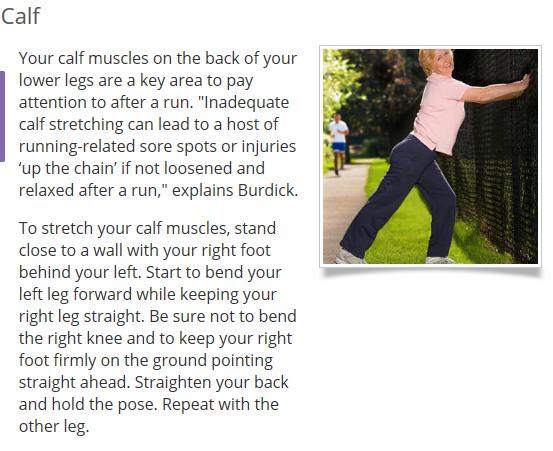 Calf
Your calf muscles on the back of your
lower legs are a key area to pay
attention to after a run. "Inadequate
calf stretching can lead to a host of
running-related sore spots or injuries
‘up the chain’ if not loosened and
relaxed after a run," explains Burdick.
To stretch your calf muscles, stand
close to a wall with your right foot
behind your left. Start to bend your
left leg forward while keeping your
right leg straight. Be sure not to bend
the right knee and to keep your right
foot firmly on the ground pointing
straight ahead. Straighten your back
and hold the pose. Repeat with the
other leg.